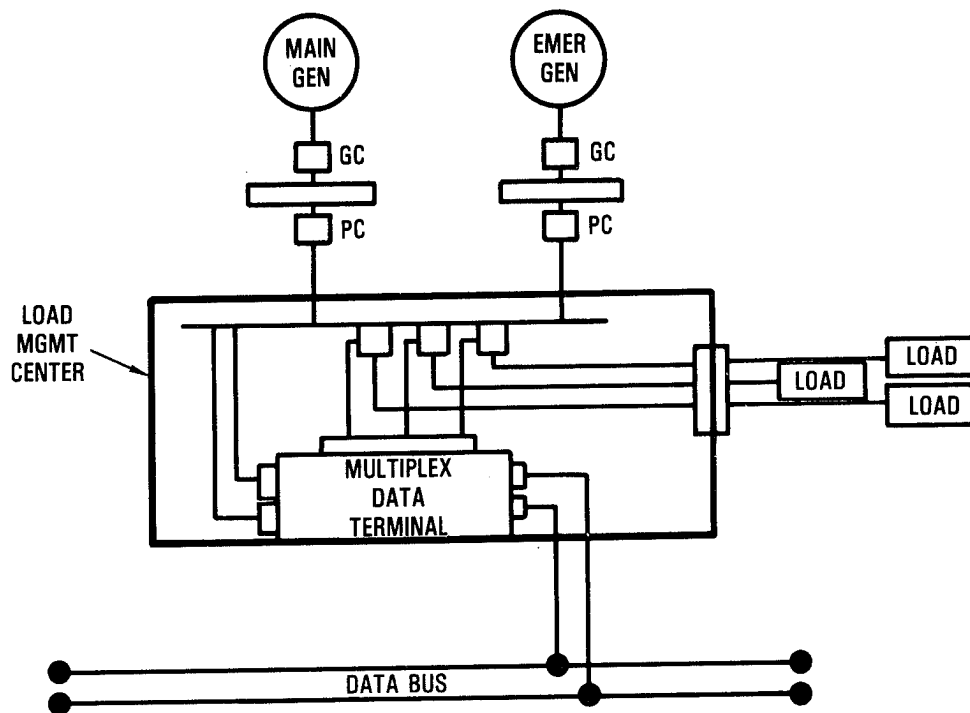 MAIN
GEN
EMER
GEN
GC
GC
PC
PC
LOAD
MGMT
CENTER
LOAD
LOAD
LOAD
MULTIPLEX
DATA
TERMINAL
DATA BUS